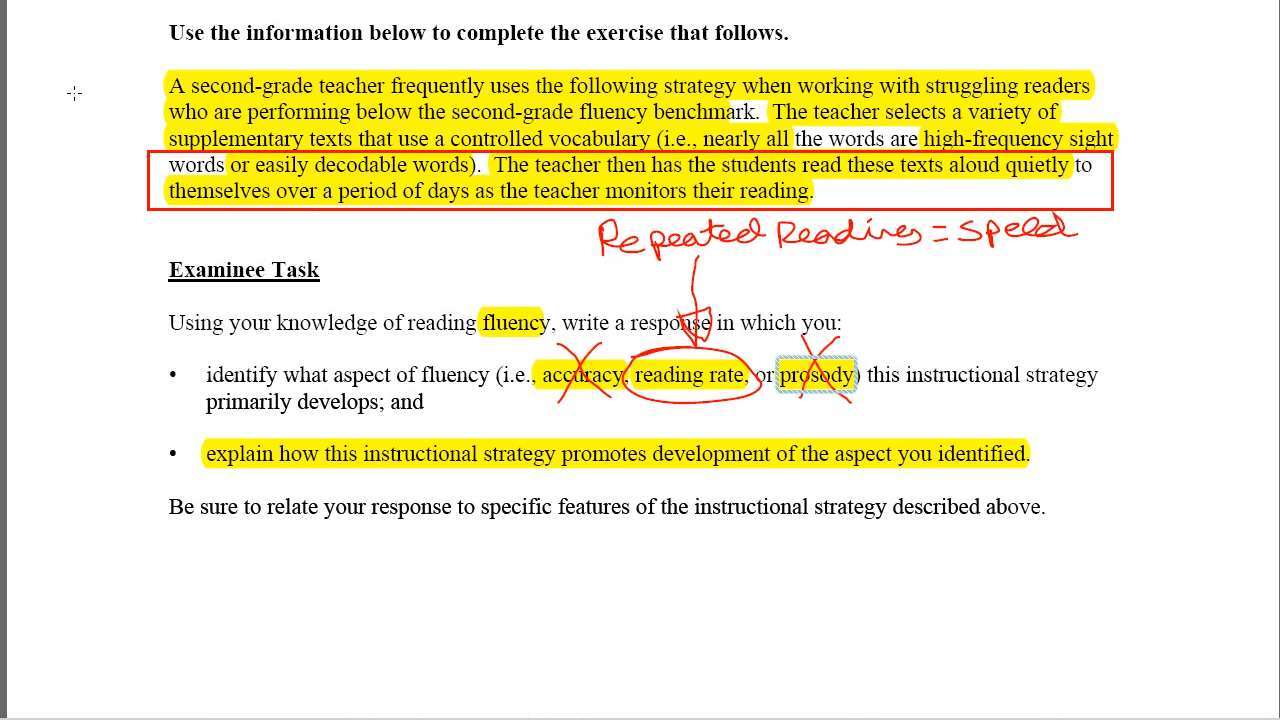 Use the information below to complete the exercise that follows.
A second-grade teacher frequently uses the following strategy when working with struggling readers
who are performing below the second-grade fluency benchmark. The teacher selects a variety of
supplementary texts that use a controlled vocabulary (i.e., nearly all the words are high-frequency sight
words or easily decodable words). The teacher then has the students read these texts aloud quietly to
themselves over a period of days as the teacher monitors their reading.
Repeated Readings = Speed
Examinee Task
Using your knowledge of reading fluency, write a response in which you:
• identify what aspect of fluency (i.e., accuracy, reading rate, or prosody) this instructional strategy
primarily develops; and
• explain how this instructional strategy promotes development of the aspect you identified.
Be sure to relate your response to specific features of the instructional strategy described above.